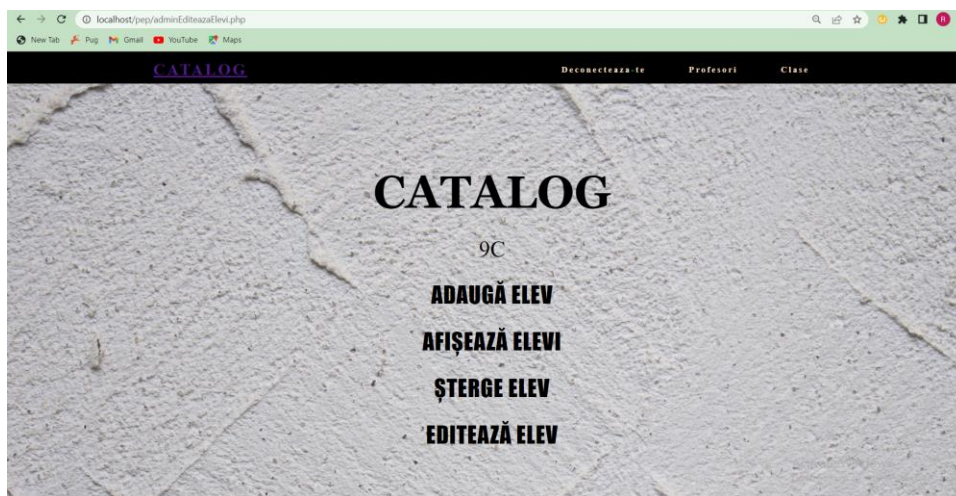 localhost/pep/adminEditeazaElevi.php
New Tab Pug Gmail YouTube Maps
CATALOG Deconecteaza-te Profesori Clase
CATALOG
9C
ADAUGĂ ELEV
AFIȘEAZĂ ELEVI
ȘTERGE ELEV
EDITEAZĂ ELEV